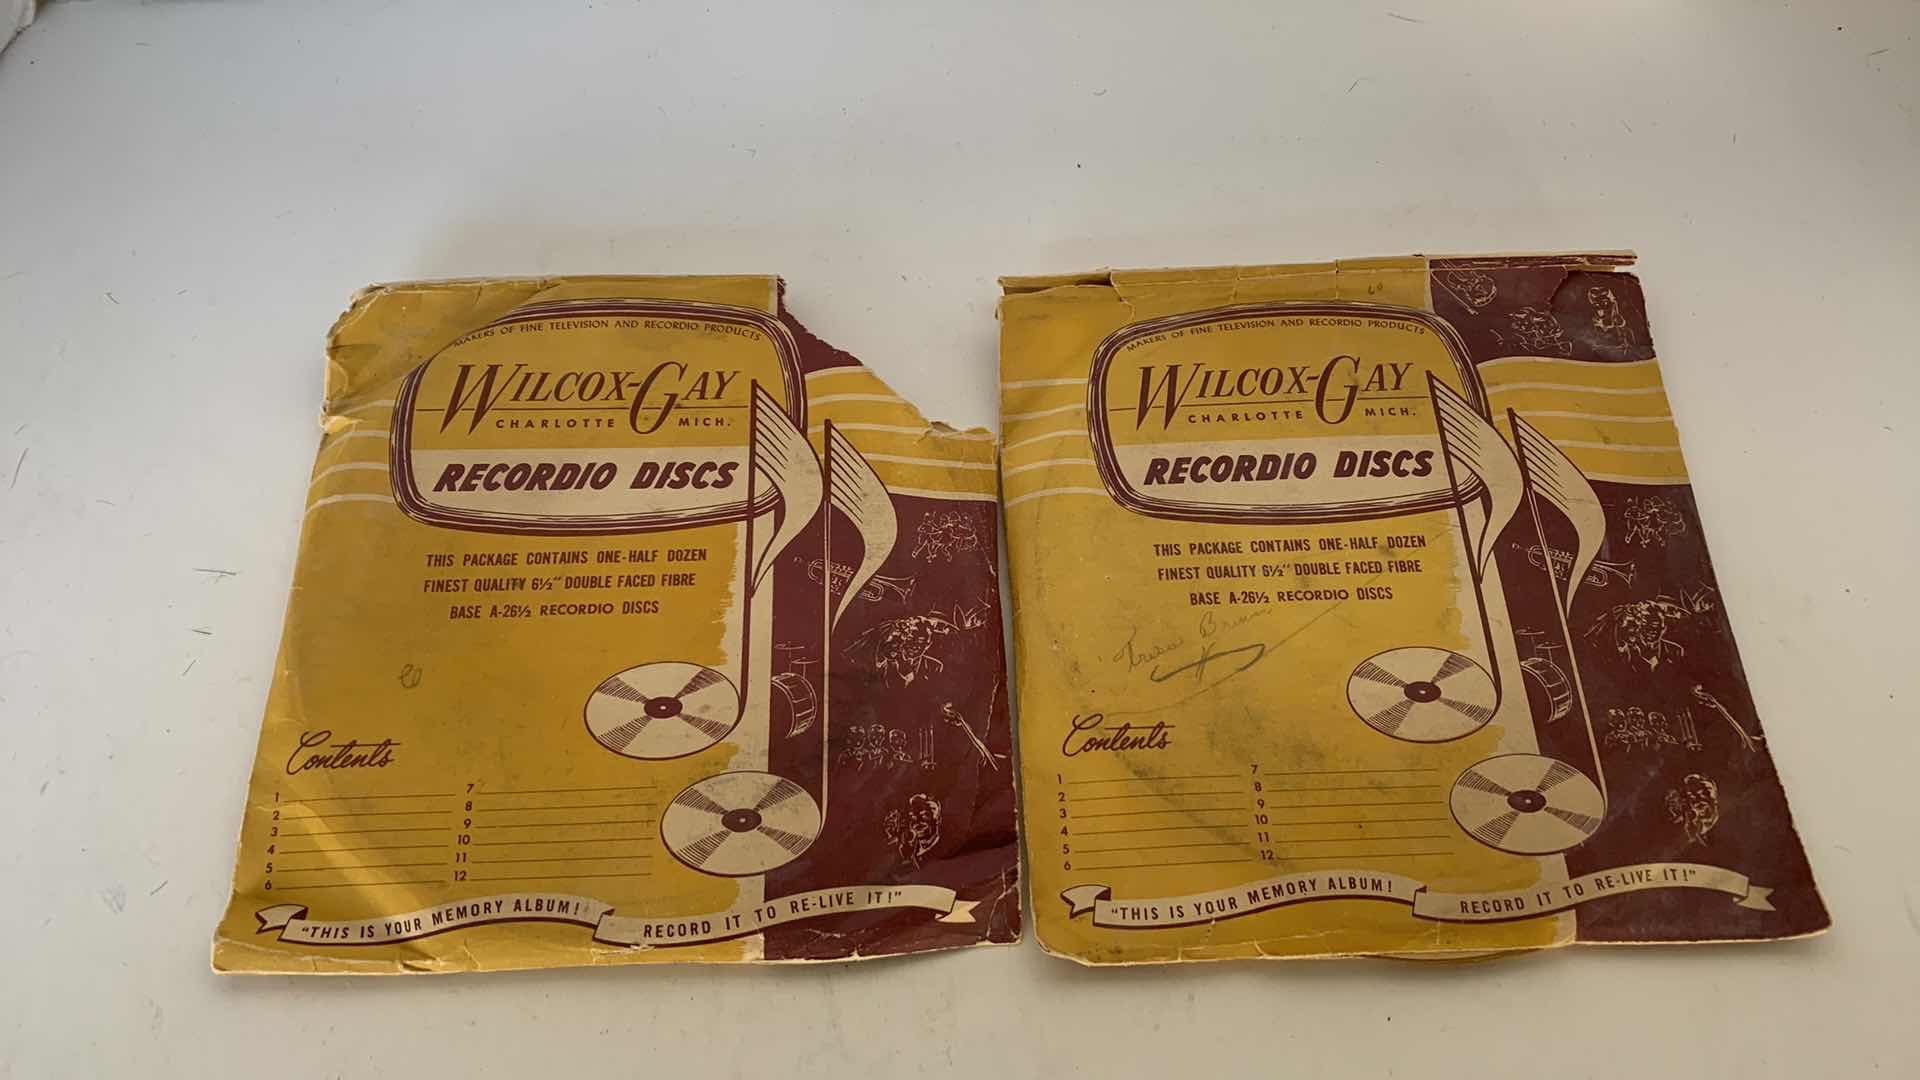 MAKERS OF FINE TELEVISION AND RECORDIO PRODUCTS
WILCOX-GAY
CHARLOTTE MICH.
RECORDIO DISCS
THIS PACKAGE CONTAINS ONE-HALF DOZEN
FINEST QUALITY 6½" DOUBLE FACED FIBRE
BASE A-26½ RECORDIO DISCS
Contents
1
2
3
4
5
6
7
8
9
10
11
12
"THIS IS YOUR MEMORY ALBUM! RECORD IT TO RE-LIVE IT!"
MAKERS OF FINE TELEVISION AND RECORDIO PRODUCTS
WILCOX-GAY
CHARLOTTE MICH.
RECORDIO DISCS
THIS PACKAGE CONTAINS ONE-HALF DOZEN
FINEST QUALITY 6½" DOUBLE FACED FIBRE
BASE A-26½ RECORDIO DISCS
Contents
1
2
3
4
5
6
7
8
9
10
11
12
"THIS IS YOUR MEMORY ALBUM! RECORD IT TO RE-LIVE IT!"